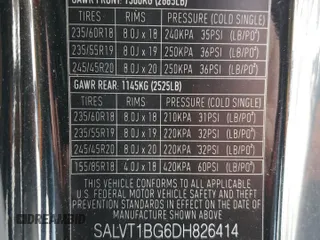 GAWR FRONT. 1300KG (2865LB)
TIRES RIMS PRESSURE (COLD SINGLE)
235/60R18 8.0J x 18 240KPA 35PSI (LB/PO²)
235/55R19 8.0J x 19 250KPA 36PSI (LB/PO²)
245/45R20 8.0J x 20 250KPA 36PSI (LB/PO²)
GAWR REAR. 1145KG (2525LB)
TIRES RIMS PRESSURE (COLD SINGLE)
235/60R18 8.0J x 18 210KPA 31PSI (LB/PO²)
235/55R19 8.0J x 19 220KPA 32PSI (LB/PO²)
245/45R20 8.0J x 20 220KPA 32PSI (LB/PO²)
155/85R18 4.0J x 18 420KPA 60PSI (LB/PO²)
THIS VEHICLE CONFORMS TO ALL APPLICABLE
U.S. FEDERAL MOTOR VEHICLE SAFETY
AND THEFT PREVENTION STANDARDS IN EFFECT
ON THE DATE OF MANUFACTURE SHOWN ABOVE
SALVT1BG6DH826414
DREAMBID